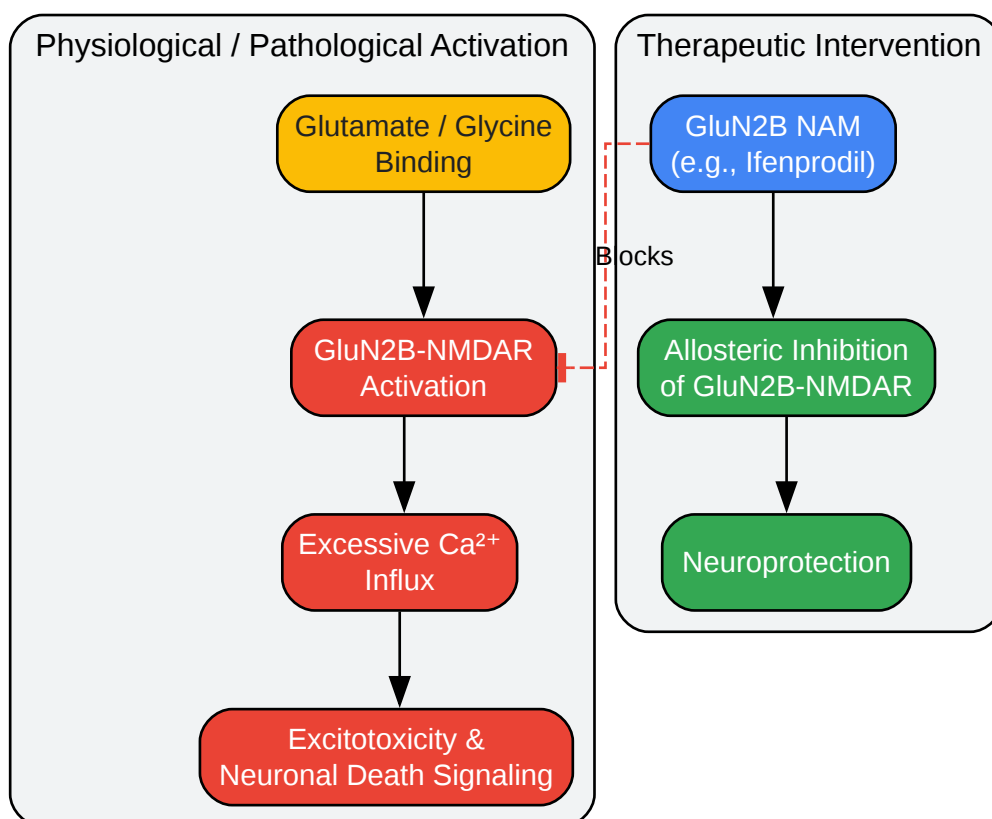 Physiological / Pathological Activation
Glutamate / Glycine
Binding
GluN2B-NMDAR
Activation
Excessive Ca²⁺
Influx
Excitotoxicity &
Neuronal Death Signaling
Blocks
Therapeutic Intervention
GluN2B NAM
(e.g., Ifenprodil)
Allosteric Inhibition
of GluN2B-NMDAR
Neuroprotection